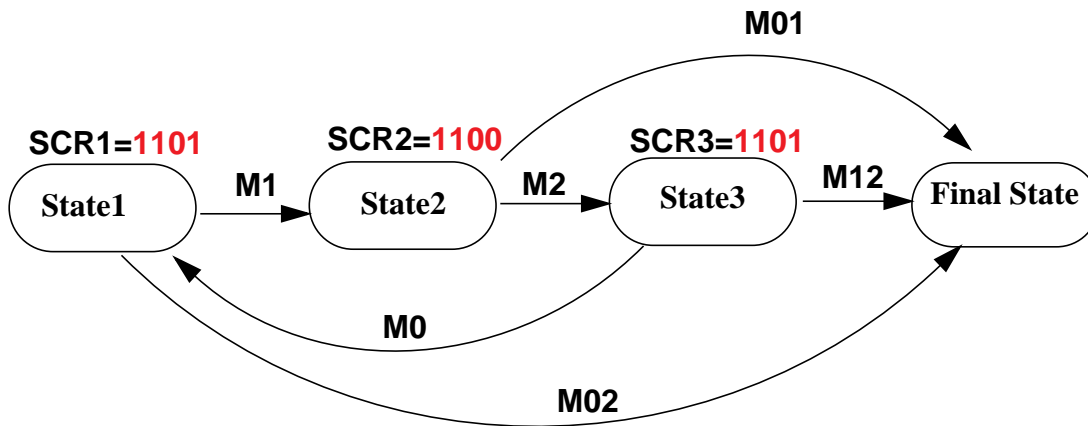 M01
SCR1=1101
SCR2=1100
SCR3=1101
State1
M1
State2
M2
State3
M12
Final State
M0
M02